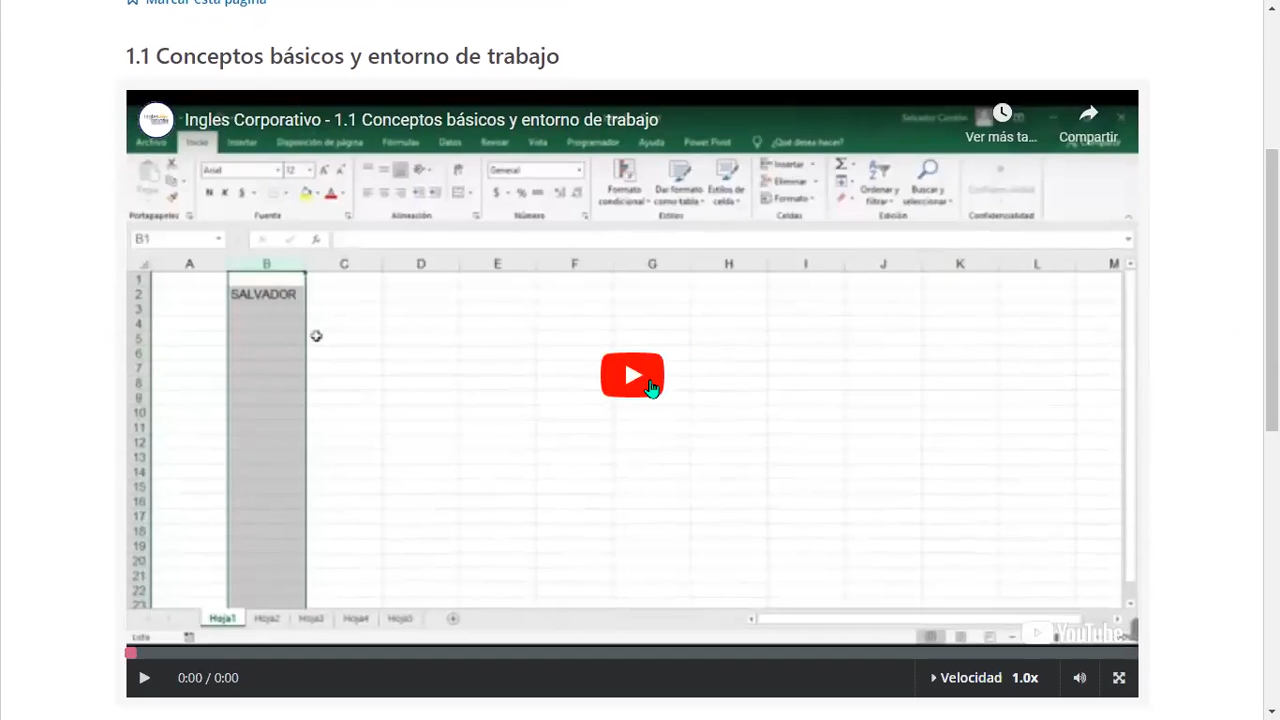 Marcar esta página
1.1 Conceptos básicos y entorno de trabajo
Ingles Corporativo - 1.1 Conceptos básicos y entorno de trabajo
Ver más ta...
Compartir.
Salvador
Archivo Inicio Insertar Disposición de página Fórmulas Datos Revisar Vista Programador Ayuda Power Pivot ¿Qué desea hacer?
Arial 12
General
Formato condicional
Dar formato como tabla
Estilos de celda
Insertar
Eliminar
Formato
Ordenar y filtrar
Buscar y seleccionar
Portapapeles Fuente Alineación Número Estilos Celdas Edición Confidencialidad
B1
A B C D E F G H I J K L M
1
2 SALVADOR
3
4
5
6
7
8
9
10
11
12
13
14
15
16
17
18
19
20
21
22
23
Hoja1 Hoja2 Hoja3 Hoja4 Hoja5
Listo
YouTube
0:00 / 0:00
Velocidad 1.0x